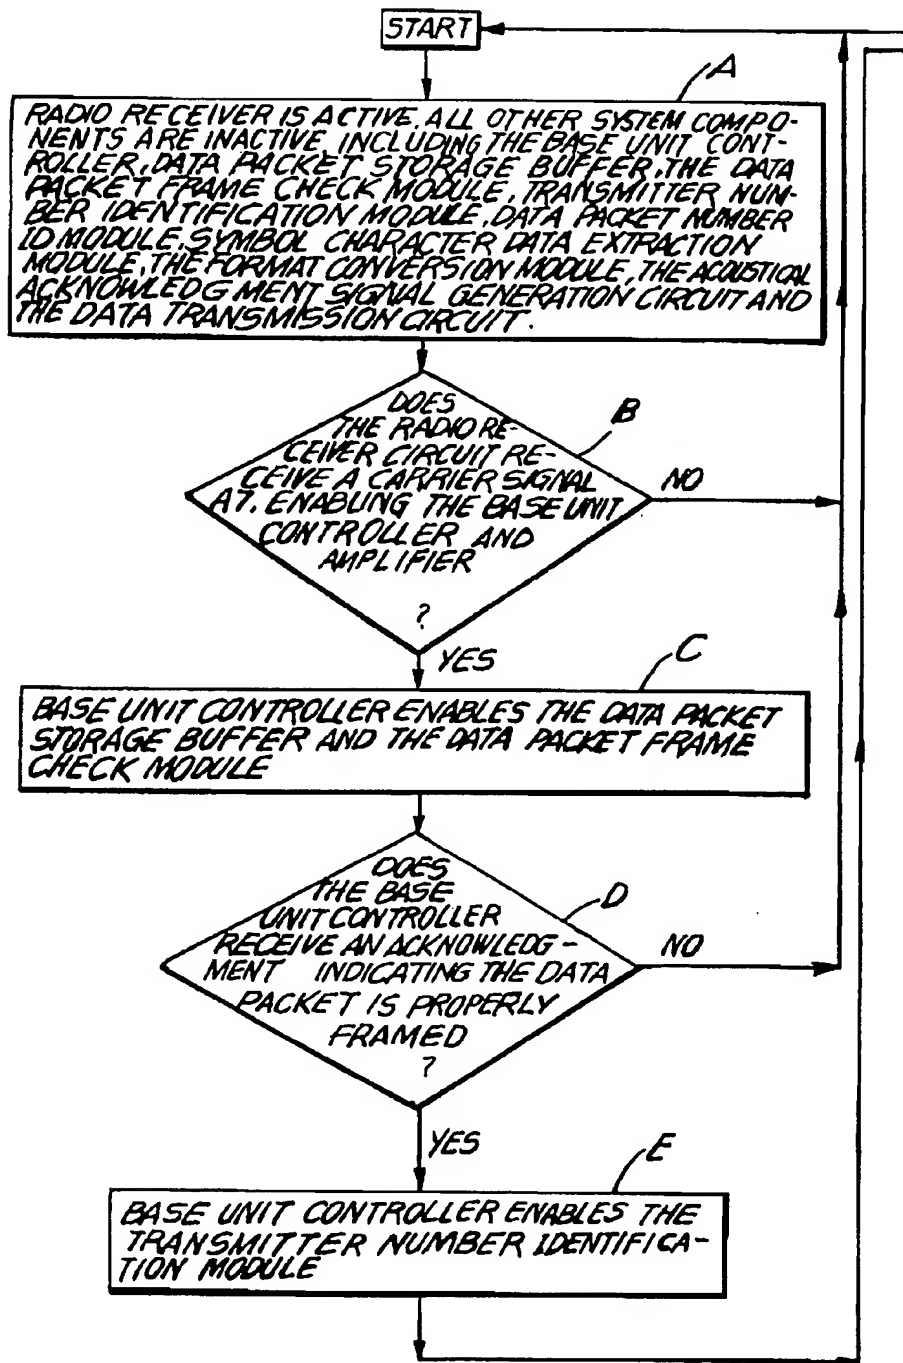 START
A
RADIO RECEIVER IS ACTIVE. ALL OTHER SYSTEM COMPO-
NENTS ARE INACTIVE, INCLUDING THE BASE UNIT CONT-
ROLLER, DATA PACKET STORAGE BUFFER, THE DATA
PACKET FRAME CHECK MODULE, TRANSMITTER NUM-
BER IDENTIFICATION MODULE, DATA PACKET NUMBER
ID MODULE, SYMBOL CHARACTER DATA EXTRACTION
MODULE, THE FORMAT CONVERSION MODULE, THE ACOUSTICAL
ACKNOWLEDGMENT SIGNAL GENERATION CIRCUIT AND
THE DATA TRANSMISSION CIRCUIT.
B
DOES
THE RADIO RE-
CEIVER CIRCUIT RE-
CEIVE A CARRIER SIGNAL
A7. ENABLING THE BASE UNIT
CONTROLLER AND
AMPLIFIER
?
NO
YES
C
BASE UNIT CONTROLLER ENABLES THE DATA PACKET
STORAGE BUFFER AND THE DATA PACKET FRAME
CHECK MODULE
D
DOES
THE BASE
UNIT CONTROLLER
RECEIVE AN ACKNOWLEDG-
MENT INDICATING THE DATA
PACKET IS PROPERLY
FRAMED
?
NO
YES
E
BASE UNIT CONTROLLER ENABLES THE
TRANSMITTER NUMBER IDENTIFICA-
TION MODULE